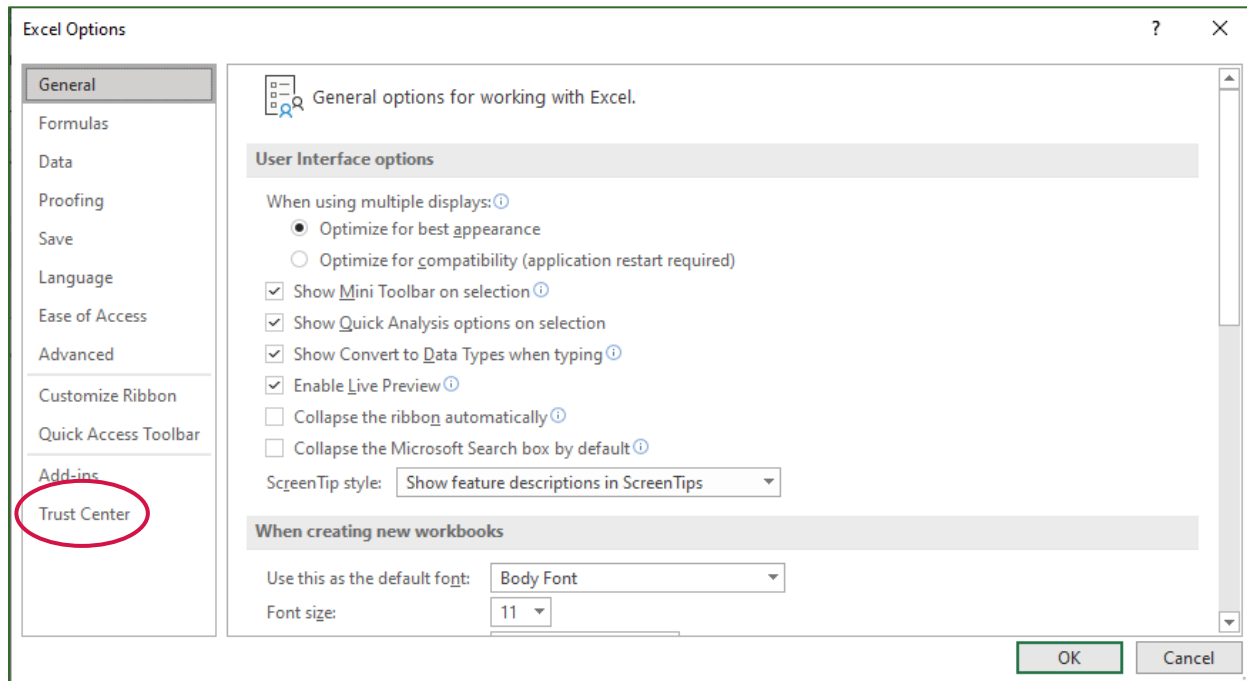 Excel Options
?
General
Formulas
Data
Proofing
Save
Language
Ease of Access
Advanced
Customize Ribbon
Quick Access Toolbar
Add-ins
Trust Center
General options for working with Excel.
User Interface options
When using multiple displays:
Optimize for best appearance
Optimize for compatibility (application restart required)
Show Mini Toolbar on selection
Show Quick Analysis options on selection
Show Convert to Data Types when typing
Enable Live Preview
Collapse the ribbon automatically
Collapse the Microsoft Search box by default
ScreenTip style: Show feature descriptions in ScreenTips
When creating new workbooks
Use this as the default font: Body Font
Font size: 11
OK Cancel